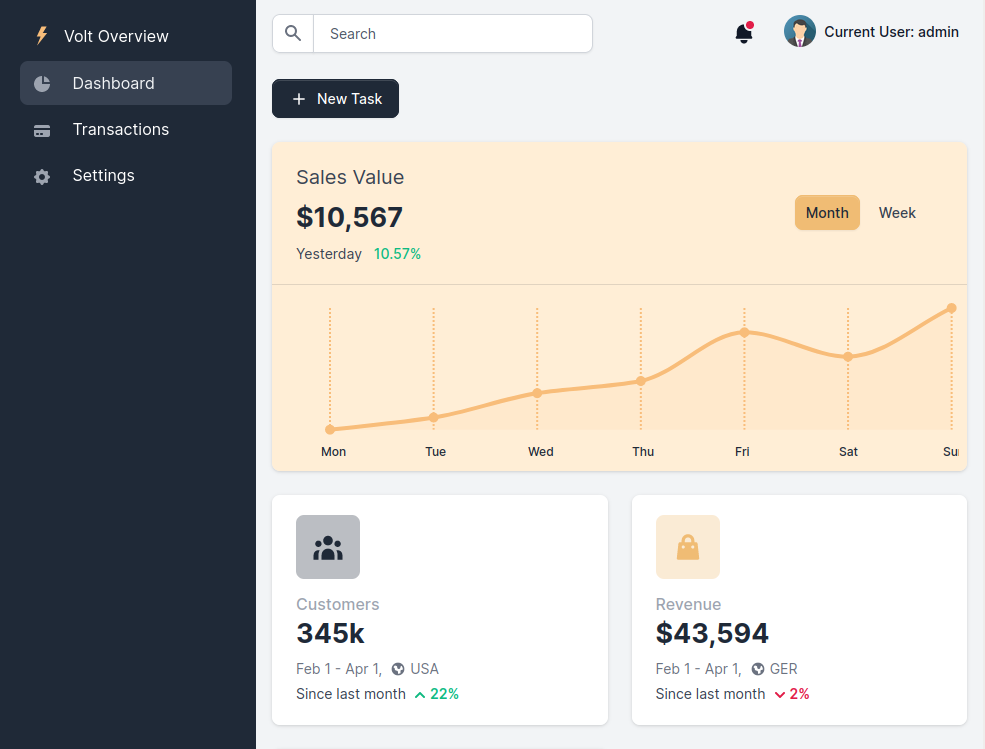 Volt Overview
Dashboard
Transactions
Settings
Search
Current User: admin
New Task
Sales Value
$10,567
Yesterday 10.57%
Month Week
Mon Tue Wed Thu Fri Sat Sun
Customers
345k
Feb 1 - Apr 1, USA
Since last month 22%
Revenue
$43,594
Feb 1 - Apr 1, GER
Since last month 2%